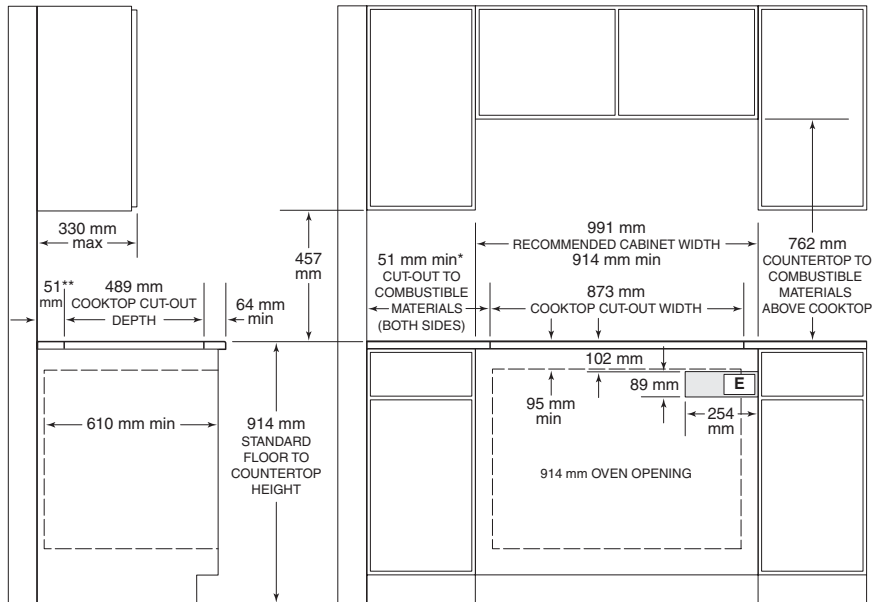 330 mm
max
51**
mm
489 mm
COOKTOP CUT-OUT
DEPTH
64 mm
min
457
mm
610 mm min
914 mm
STANDARD
FLOOR TO
COUNTERTOP
HEIGHT
991 mm
RECOMMENDED CABINET WIDTH
914 mm min
51 mm min*
CUT-OUT TO
COMBUSTIBLE
MATERIALS
(BOTH SIDES)
873 mm
COOKTOP CUT-OUT WIDTH
762 mm
COUNTERTOP TO
COMBUSTIBLE
MATERIALS
ABOVE COOKTOP
102 mm
89 mm
E
95 mm
min
254
mm
914 mm OVEN OPENING